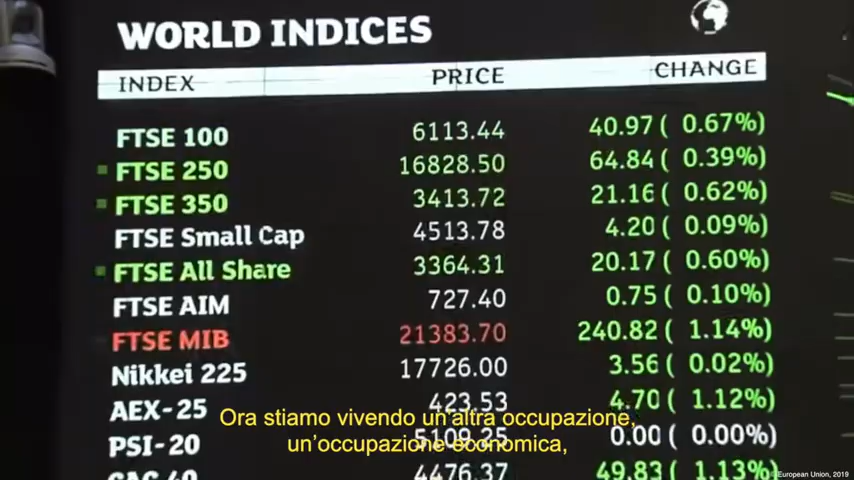 WORLD INDICES
INDEX PRICE CHANGE
FTSE 100 6113.44 40.97 ( 0.67%)
FTSE 250 16828.50 64.84 ( 0.39%)
FTSE 350 3413.72 21.16 ( 0.62%)
FTSE Small Cap 4513.78 4.20 ( 0.09%)
FTSE All Share 3364.31 20.17 ( 0.60%)
FTSE AIM 727.40 0.75 ( 0.10%)
FTSE MIB 21383.70 240.82 ( 1.14%)
Nikkei 225 17726.00 3.56 ( 0.02%)
AEX-25 423.53 4.70 ( 1.12%)
PSI-20 5109.25 0.00 ( 0.00%)
CAC 40 4476.37 49.83 ( 1.13%)
Ora stiamo vivendo un'altra occupazione,
un'occupazione economica,
©European Union, 2019